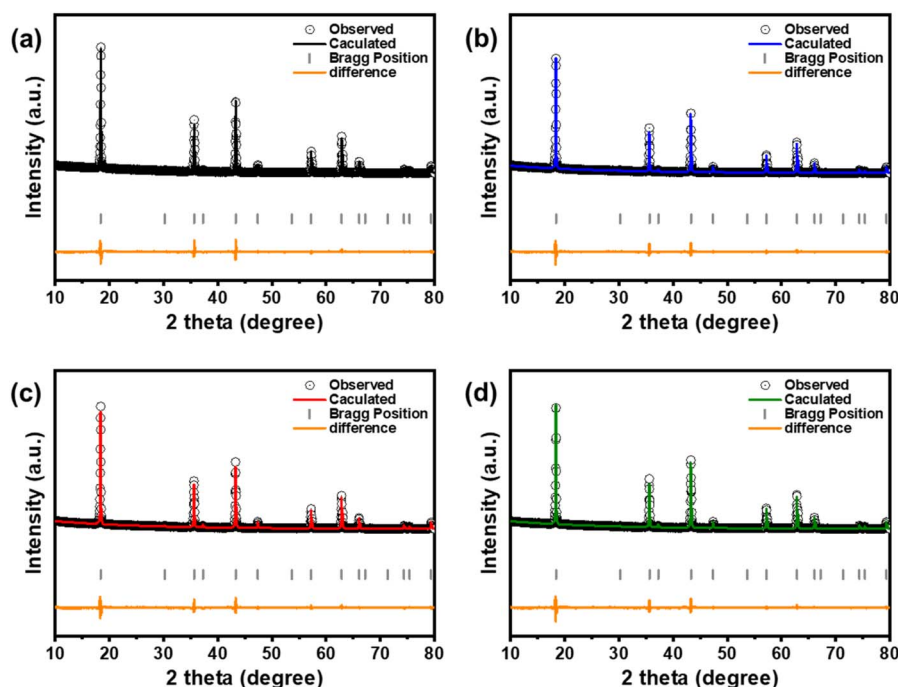 (a)
Observed
Caculated
Bragg Position
difference
Intensity (a.u.)
10 20 30 40 50 60 70 80
2 theta (degree)
(b)
Observed
Caculated
Bragg Position
difference
Intensity (a.u.)
10 20 30 40 50 60 70 80
2 theta (degree)
(c)
Observed
Caculated
Bragg Position
difference
Intensity (a.u.)
10 20 30 40 50 60 70 80
2 theta (degree)
(d)
Observed
Caculated
Bragg Position
difference
Intensity (a.u.)
10 20 30 40 50 60 70 80
2 theta (degree)